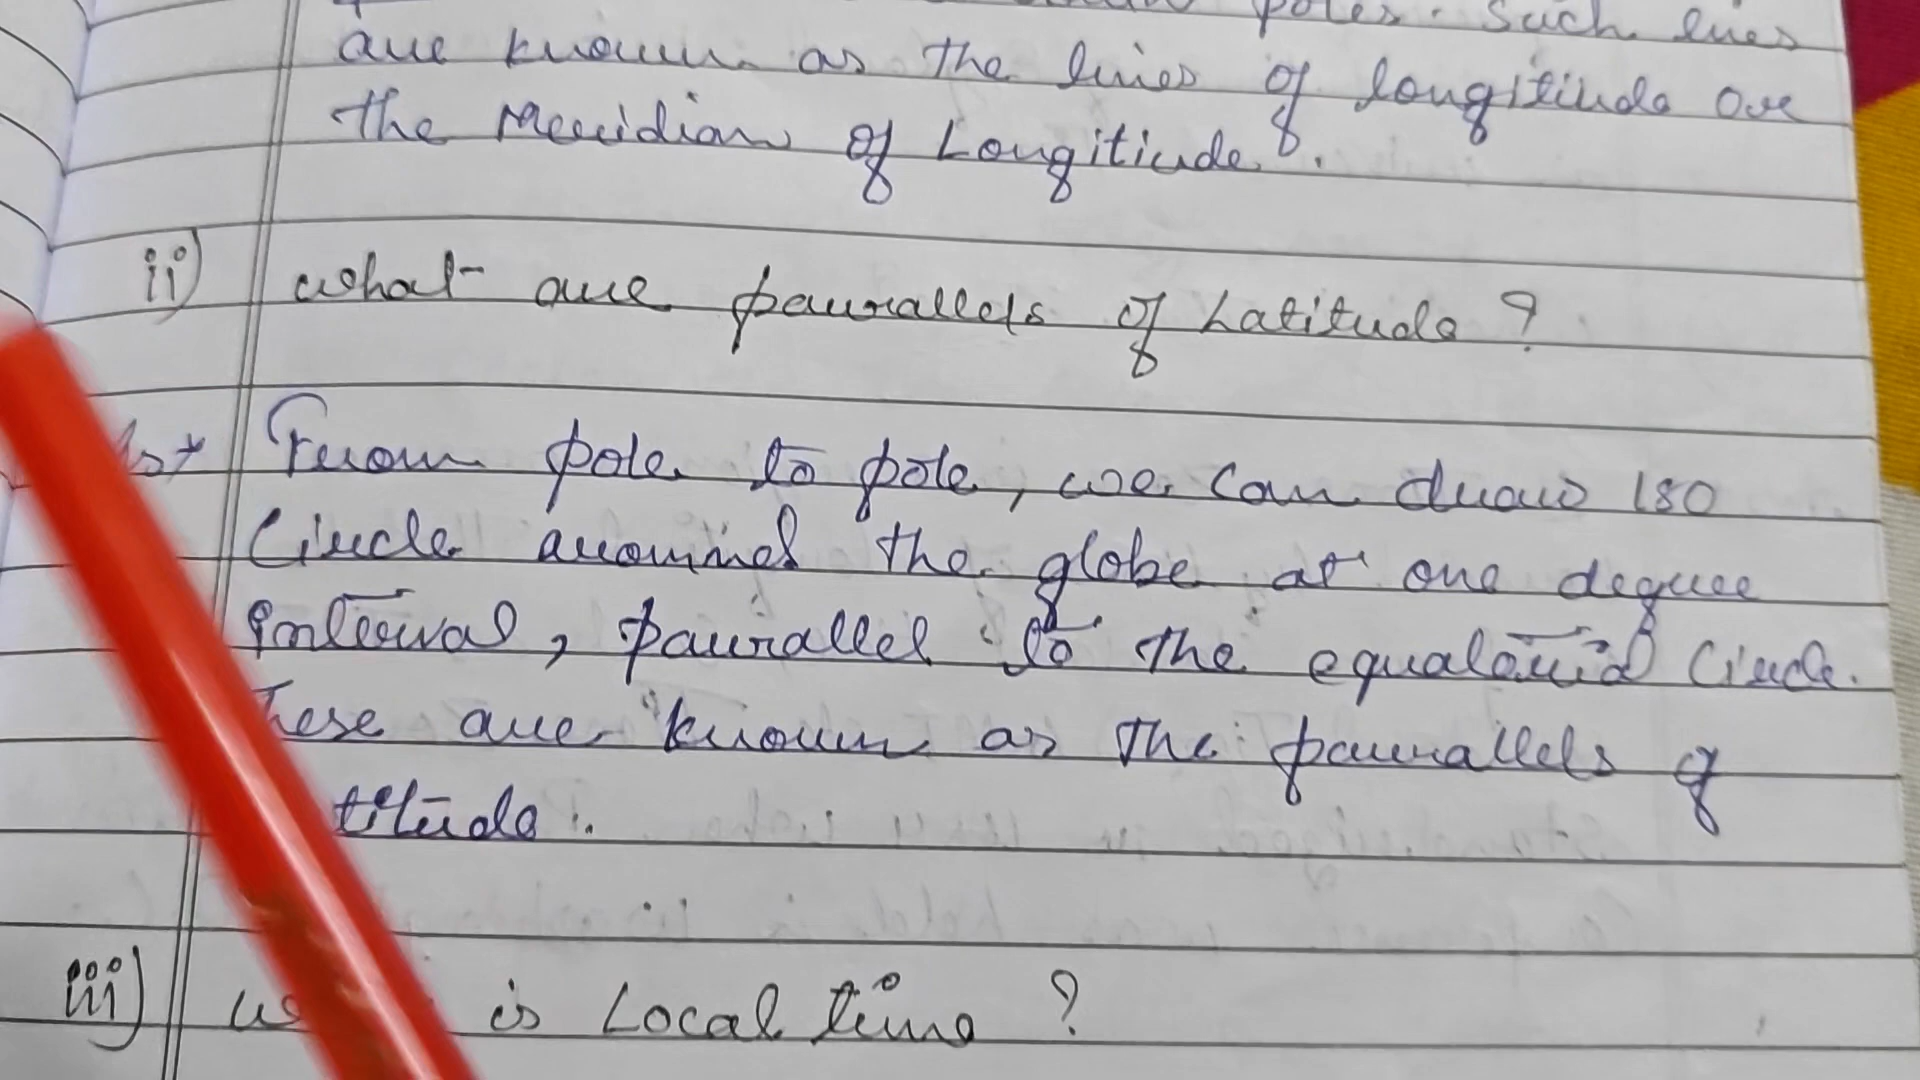 poles. Such lines
are known as the lines of longitude or
the Meridian of Longitude.
ii) what are parallels of Latitude ?
From pole to pole, we can draw 180
Circle around the globe at one degree
interval, parallel to the equatorial Circle.
These are known as the parallels of
titude.
iii) is Local time ?